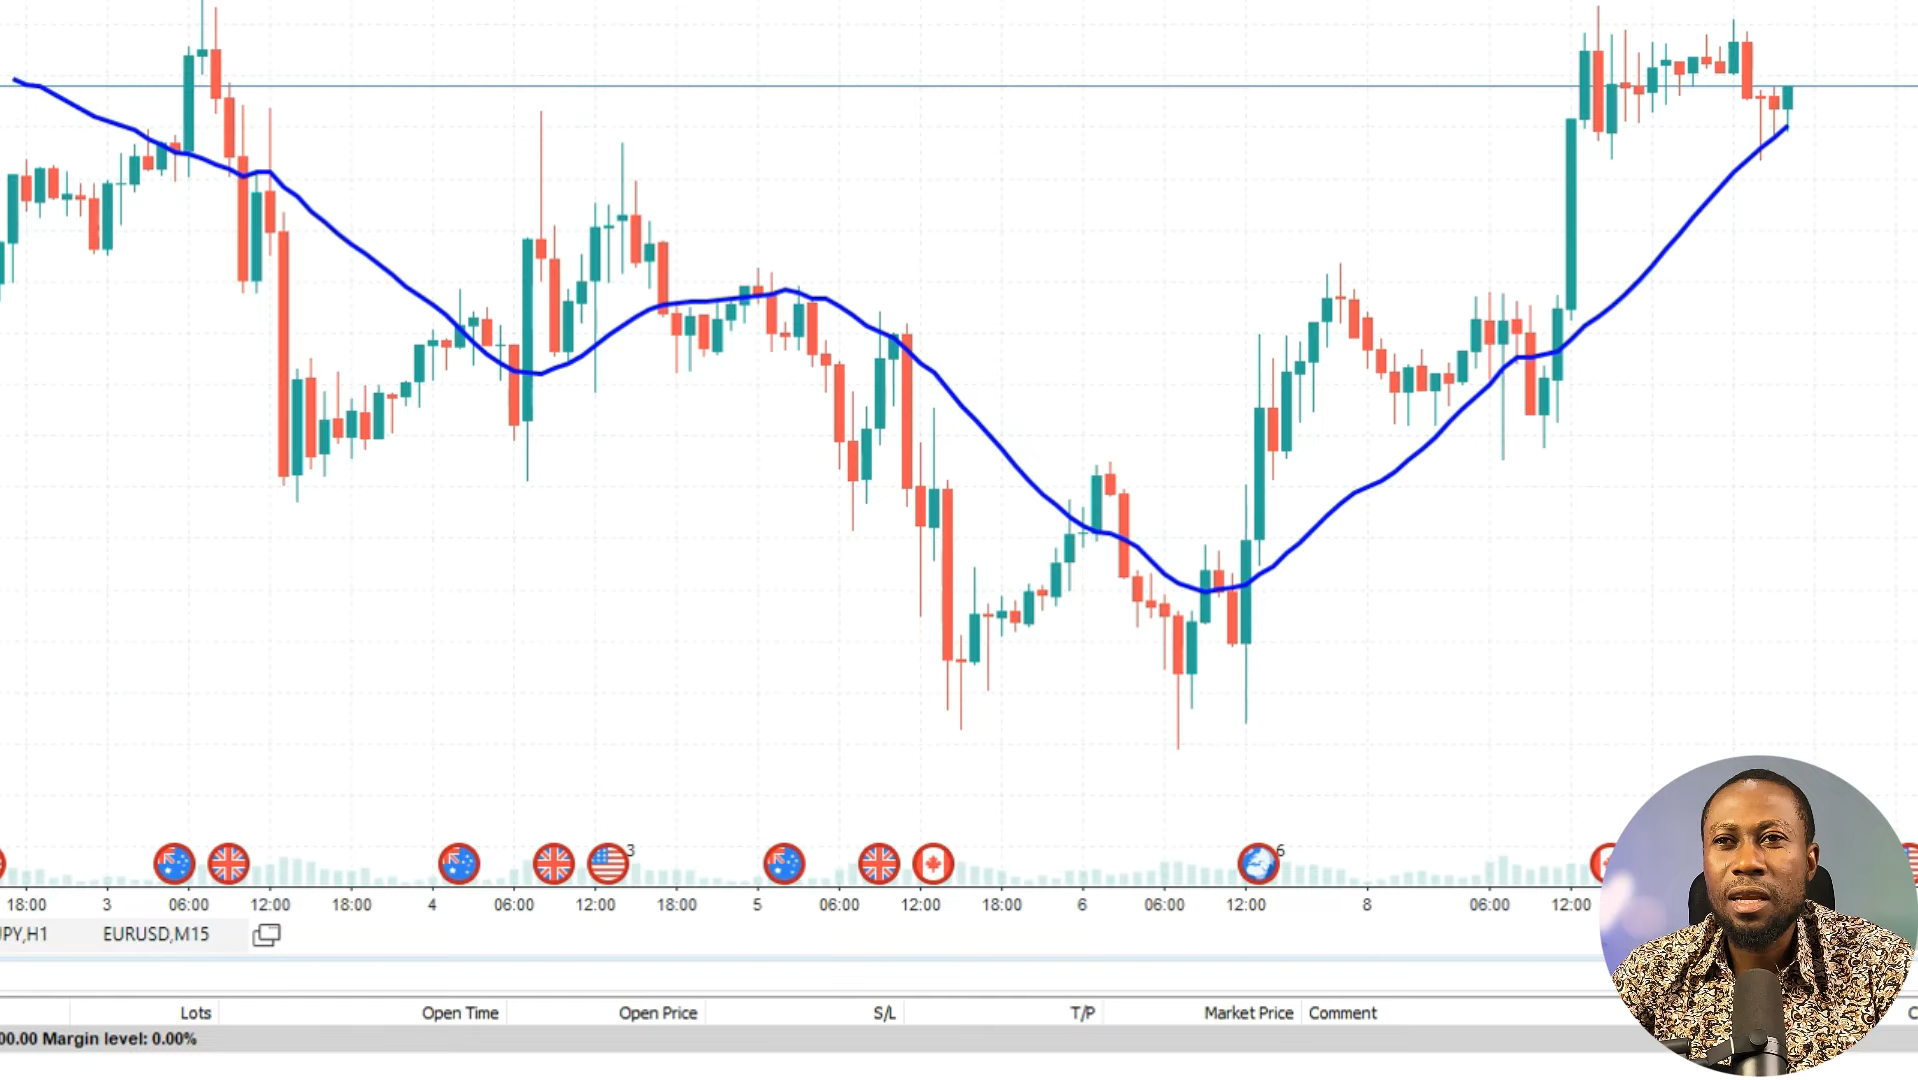 3
6
18:00 3 06:00 12:00 18:00 4 06:00 12:00 18:00 5 06:00 12:00 18:00 6 06:00 12:00 8 06:00 12:00
PY,H1 EURUSD,M15
Lots Open Time Open Price S/L T/P Market Price Comment C
00.00 Margin level: 0.00%